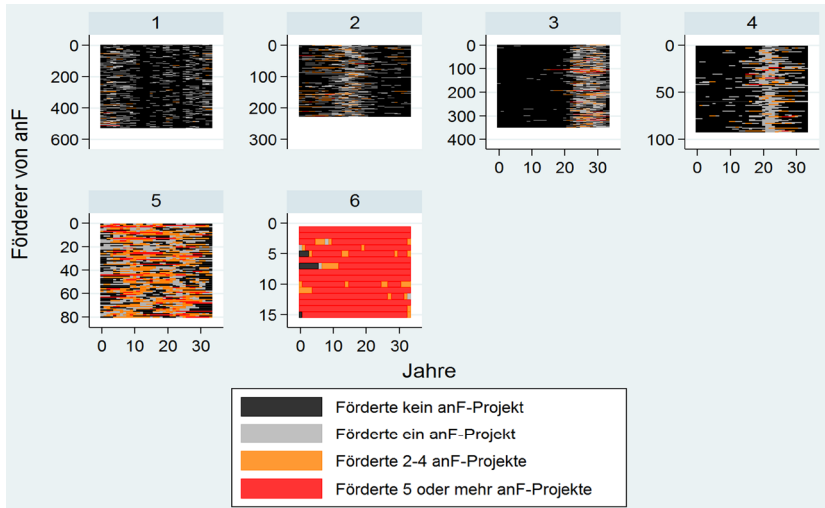 1 2 3 4
0 0 0 0
200 100 100 50
400 200 200 100
600 300 300
400
0 10 20 30 0 10 20 30
5 6
0 0
20 5
40 10
60 15
80
0 10 20 30 0 10 20 30
Förderer von anF
Jahre
Förderte kein anF-Projekt
Förderte ein anF-Projekt
Förderte 2-4 anF-Projekte
Förderte 5 oder mehr anF-Projekte